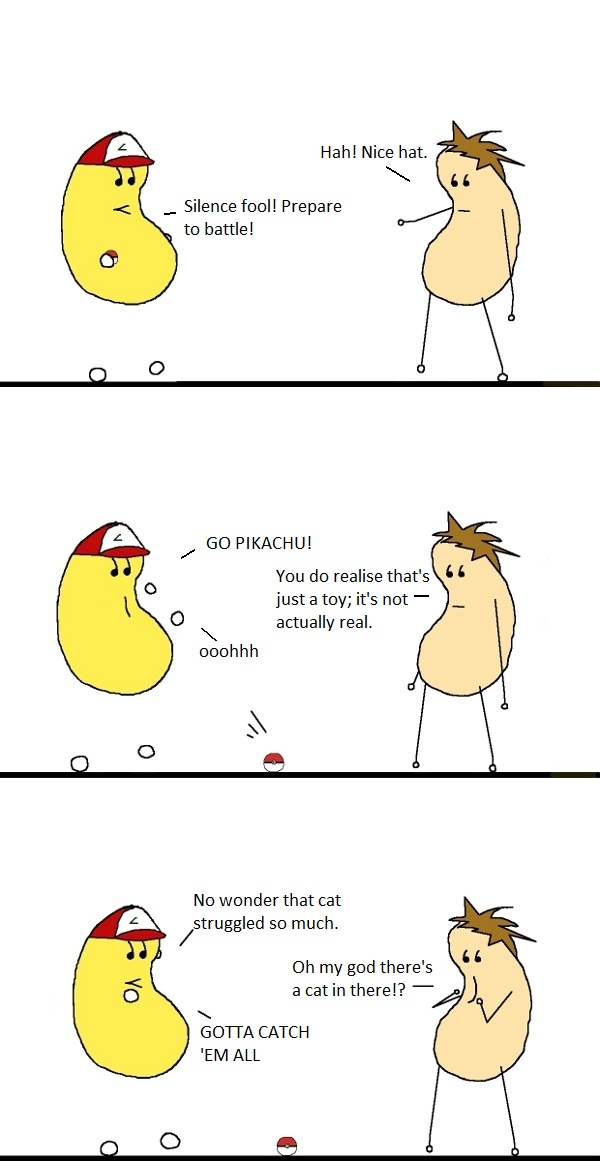 Hah! Nice hat.
Silence fool! Prepare
to battle!
GO PIKACHU!
You do realise that's
just a toy; it's not
actually real.
ooohhh
No wonder that cat
struggled so much.
Oh my god there's
a cat in there!?
GOTTA CATCH
'EM ALL